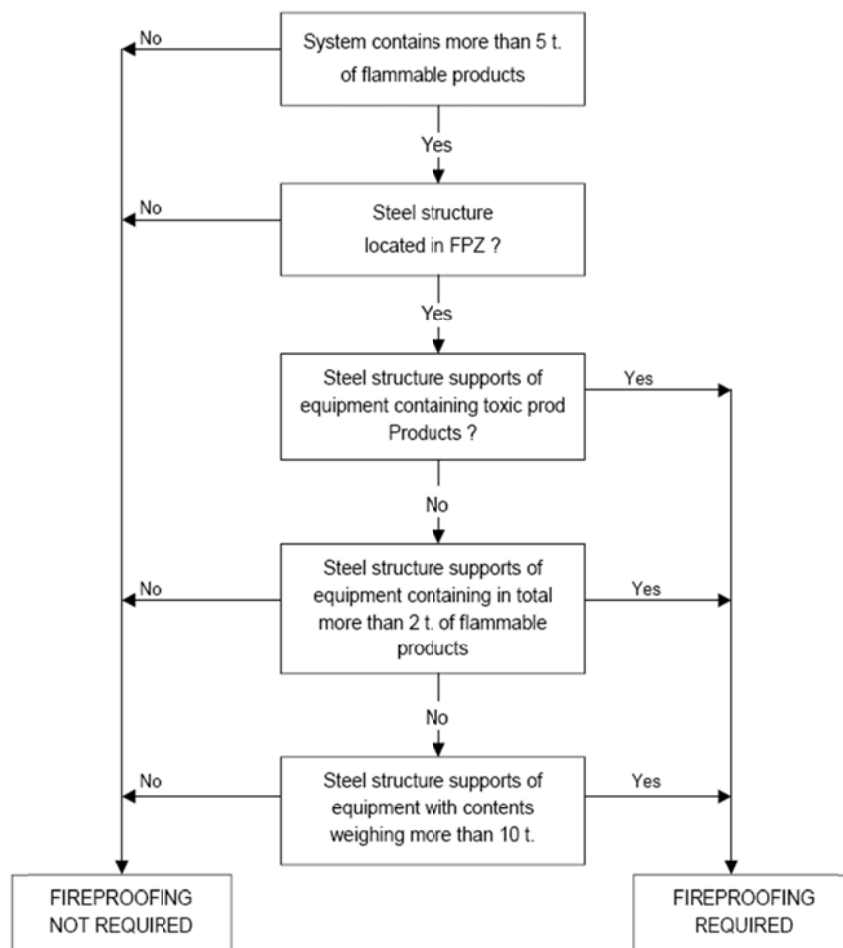 No
System contains more than 5 t.
of flammable products
Yes
No
Steel structure
located in FPZ ?
Yes
Steel structure supports of
equipment containing toxic prod
Products ?
Yes
No
No
Steel structure supports of
equipment containing in total
more than 2 t. of flammable
products
Yes
No
No
Steel structure supports of
equipment with contents
weighing more than 10 t.
Yes
FIREPROOFING
NOT REQUIRED
FIREPROOFING
REQUIRED